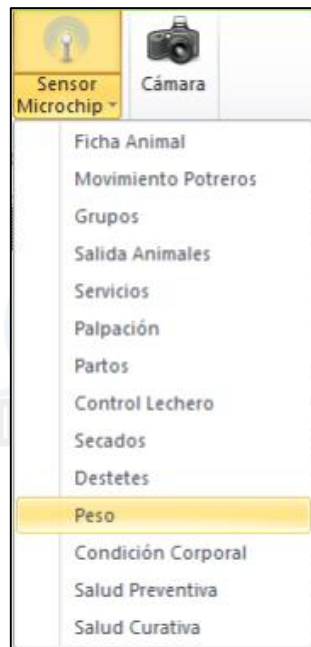 Sensor
Microchip
Cámara
Ficha Animal
Movimiento Potreros
Grupos
Salida Animales
Servicios
Palpación
Partos
Control Lechero
Secados
Destetes
Peso
Condición Corporal
Salud Preventiva
Salud Curativa